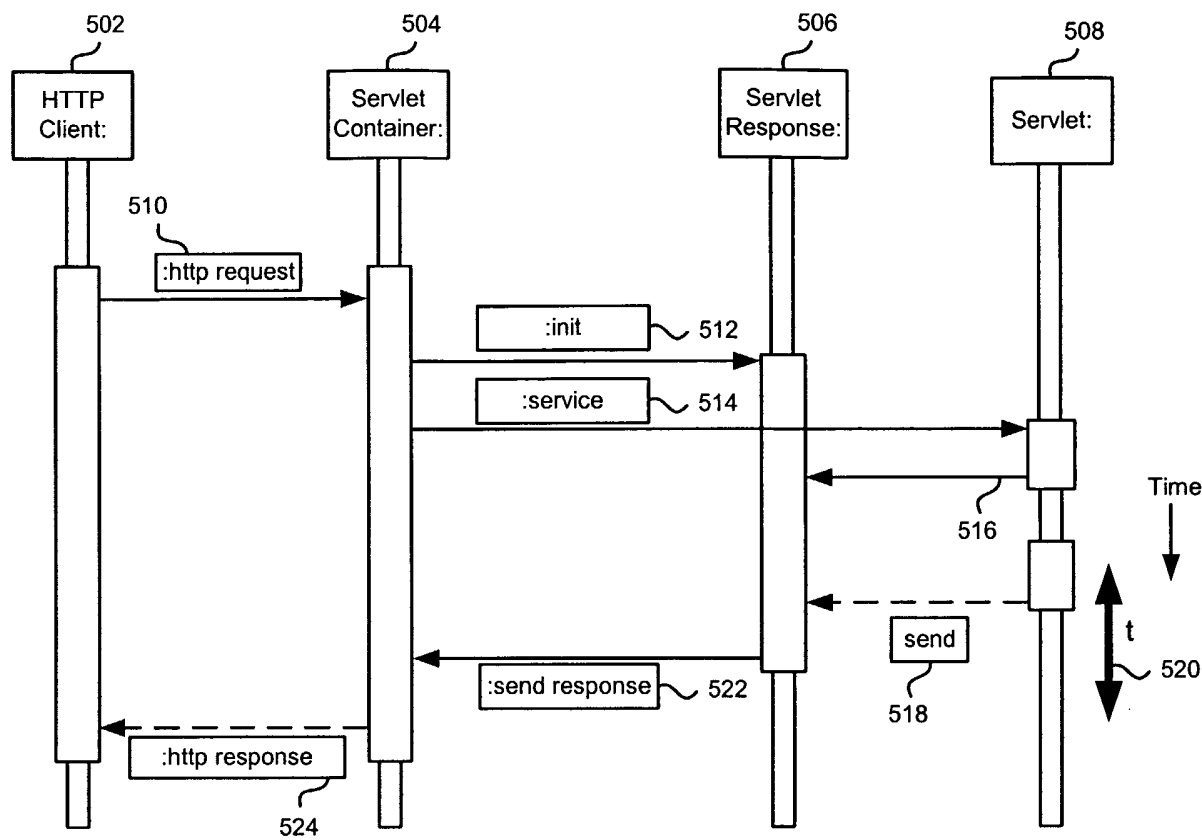 502
504
506
508
HTTP
Client:
Servlet
Container:
Servlet
Response:
Servlet:
510
:http request
:init
512
:service
514
516
Time
send
518
t
520
:send response
522
:http response
524